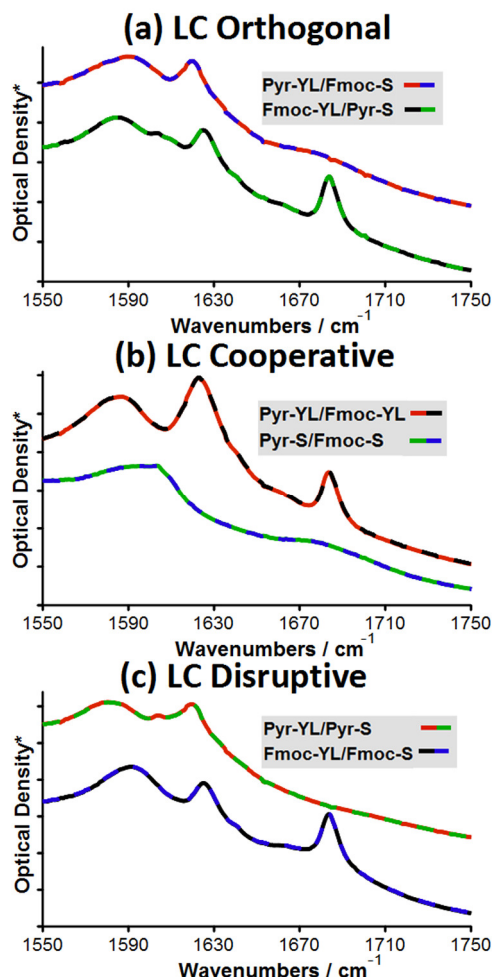 (a) LC Orthogonal
Pyr-YL/Fmoc-S
Fmoc-YL/Pyr-S
Optical Density*
1550 1590 1630 1670 1710 1750
Wavenumbers / cm⁻¹
(b) LC Cooperative
Pyr-YL/Fmoc-YL
Pyr-S/Fmoc-S
Optical Density*
1550 1590 1630 1670 1710 1750
Wavenumbers / cm⁻¹
(c) LC Disruptive
Pyr-YL/Pyr-S
Fmoc-YL/Fmoc-S
Optical Density*
1550 1590 1630 1670 1710 1750
Wavenumbers / cm⁻¹